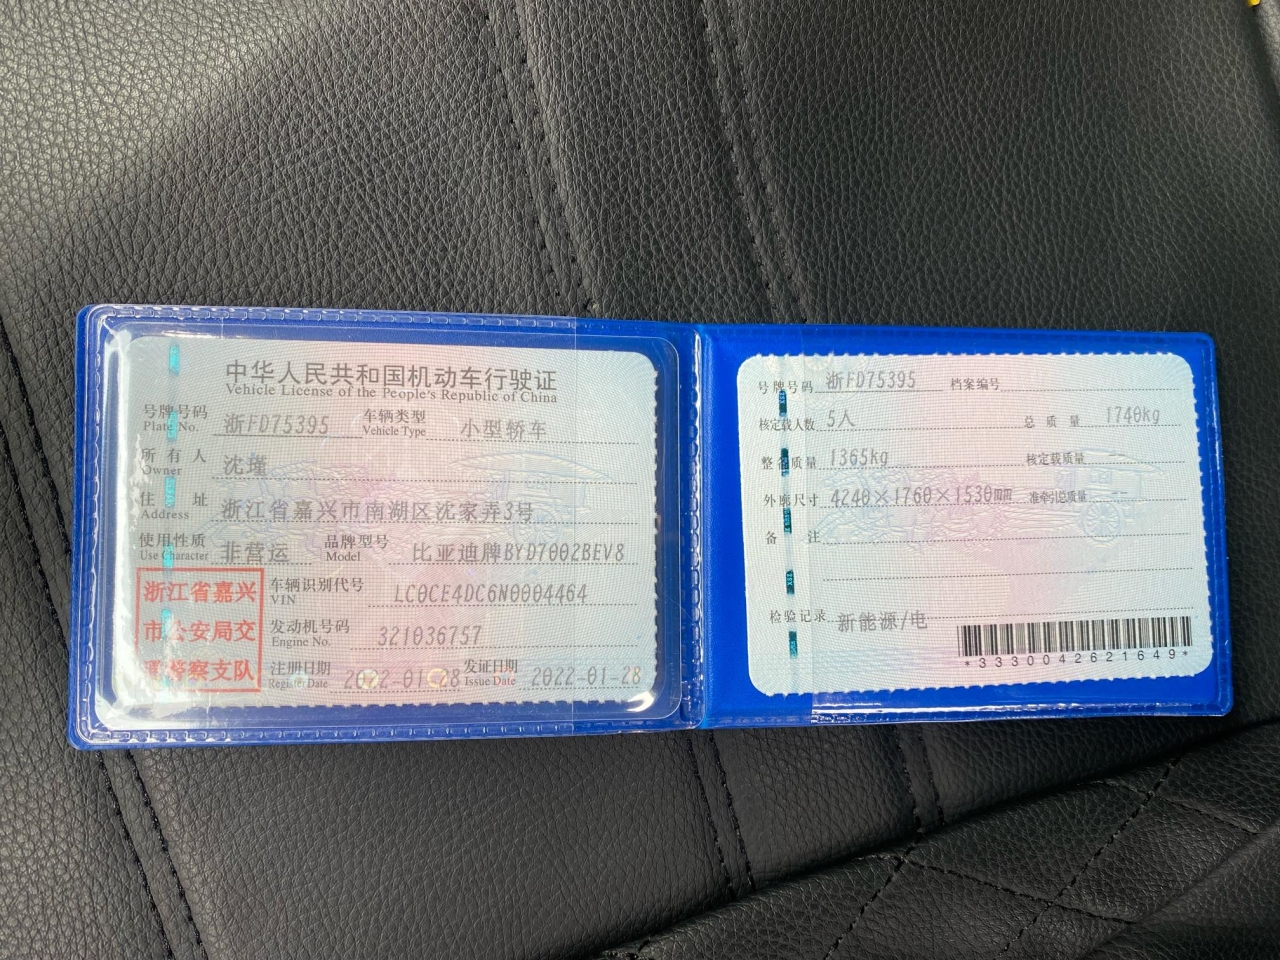 中华人民共和国机动车行驶证
Vehicle License of the People's Republic of China
号牌号码 浙FD75395 车辆类型 小型轿车
Plate No. Vehicle Type
所有人 沈瑾
Owner
住址 浙江省嘉兴市南湖区沈家弄3号
Address
使用性质 非营运 品牌型号 比亚迪牌BYD7002BEV8
Use Character Model
浙江省嘉兴
市公安局交
警察支队
车辆识别代号 LC0CE4DC6N0004464
VIN
发动机号码 321036757
Engine No.
注册日期 2022-01-28 发证日期 2022-01-28
Register Date Issue Date
号牌号码 浙FD75395 档案编号
核定载人数 5人 总质量 1740kg
整备质量 1365kg 核定载质量 --
外廓尺寸 4240×1760×1530mm 准牵引总质量 --
备注
检验记录 新能源/电
*3330042621649*